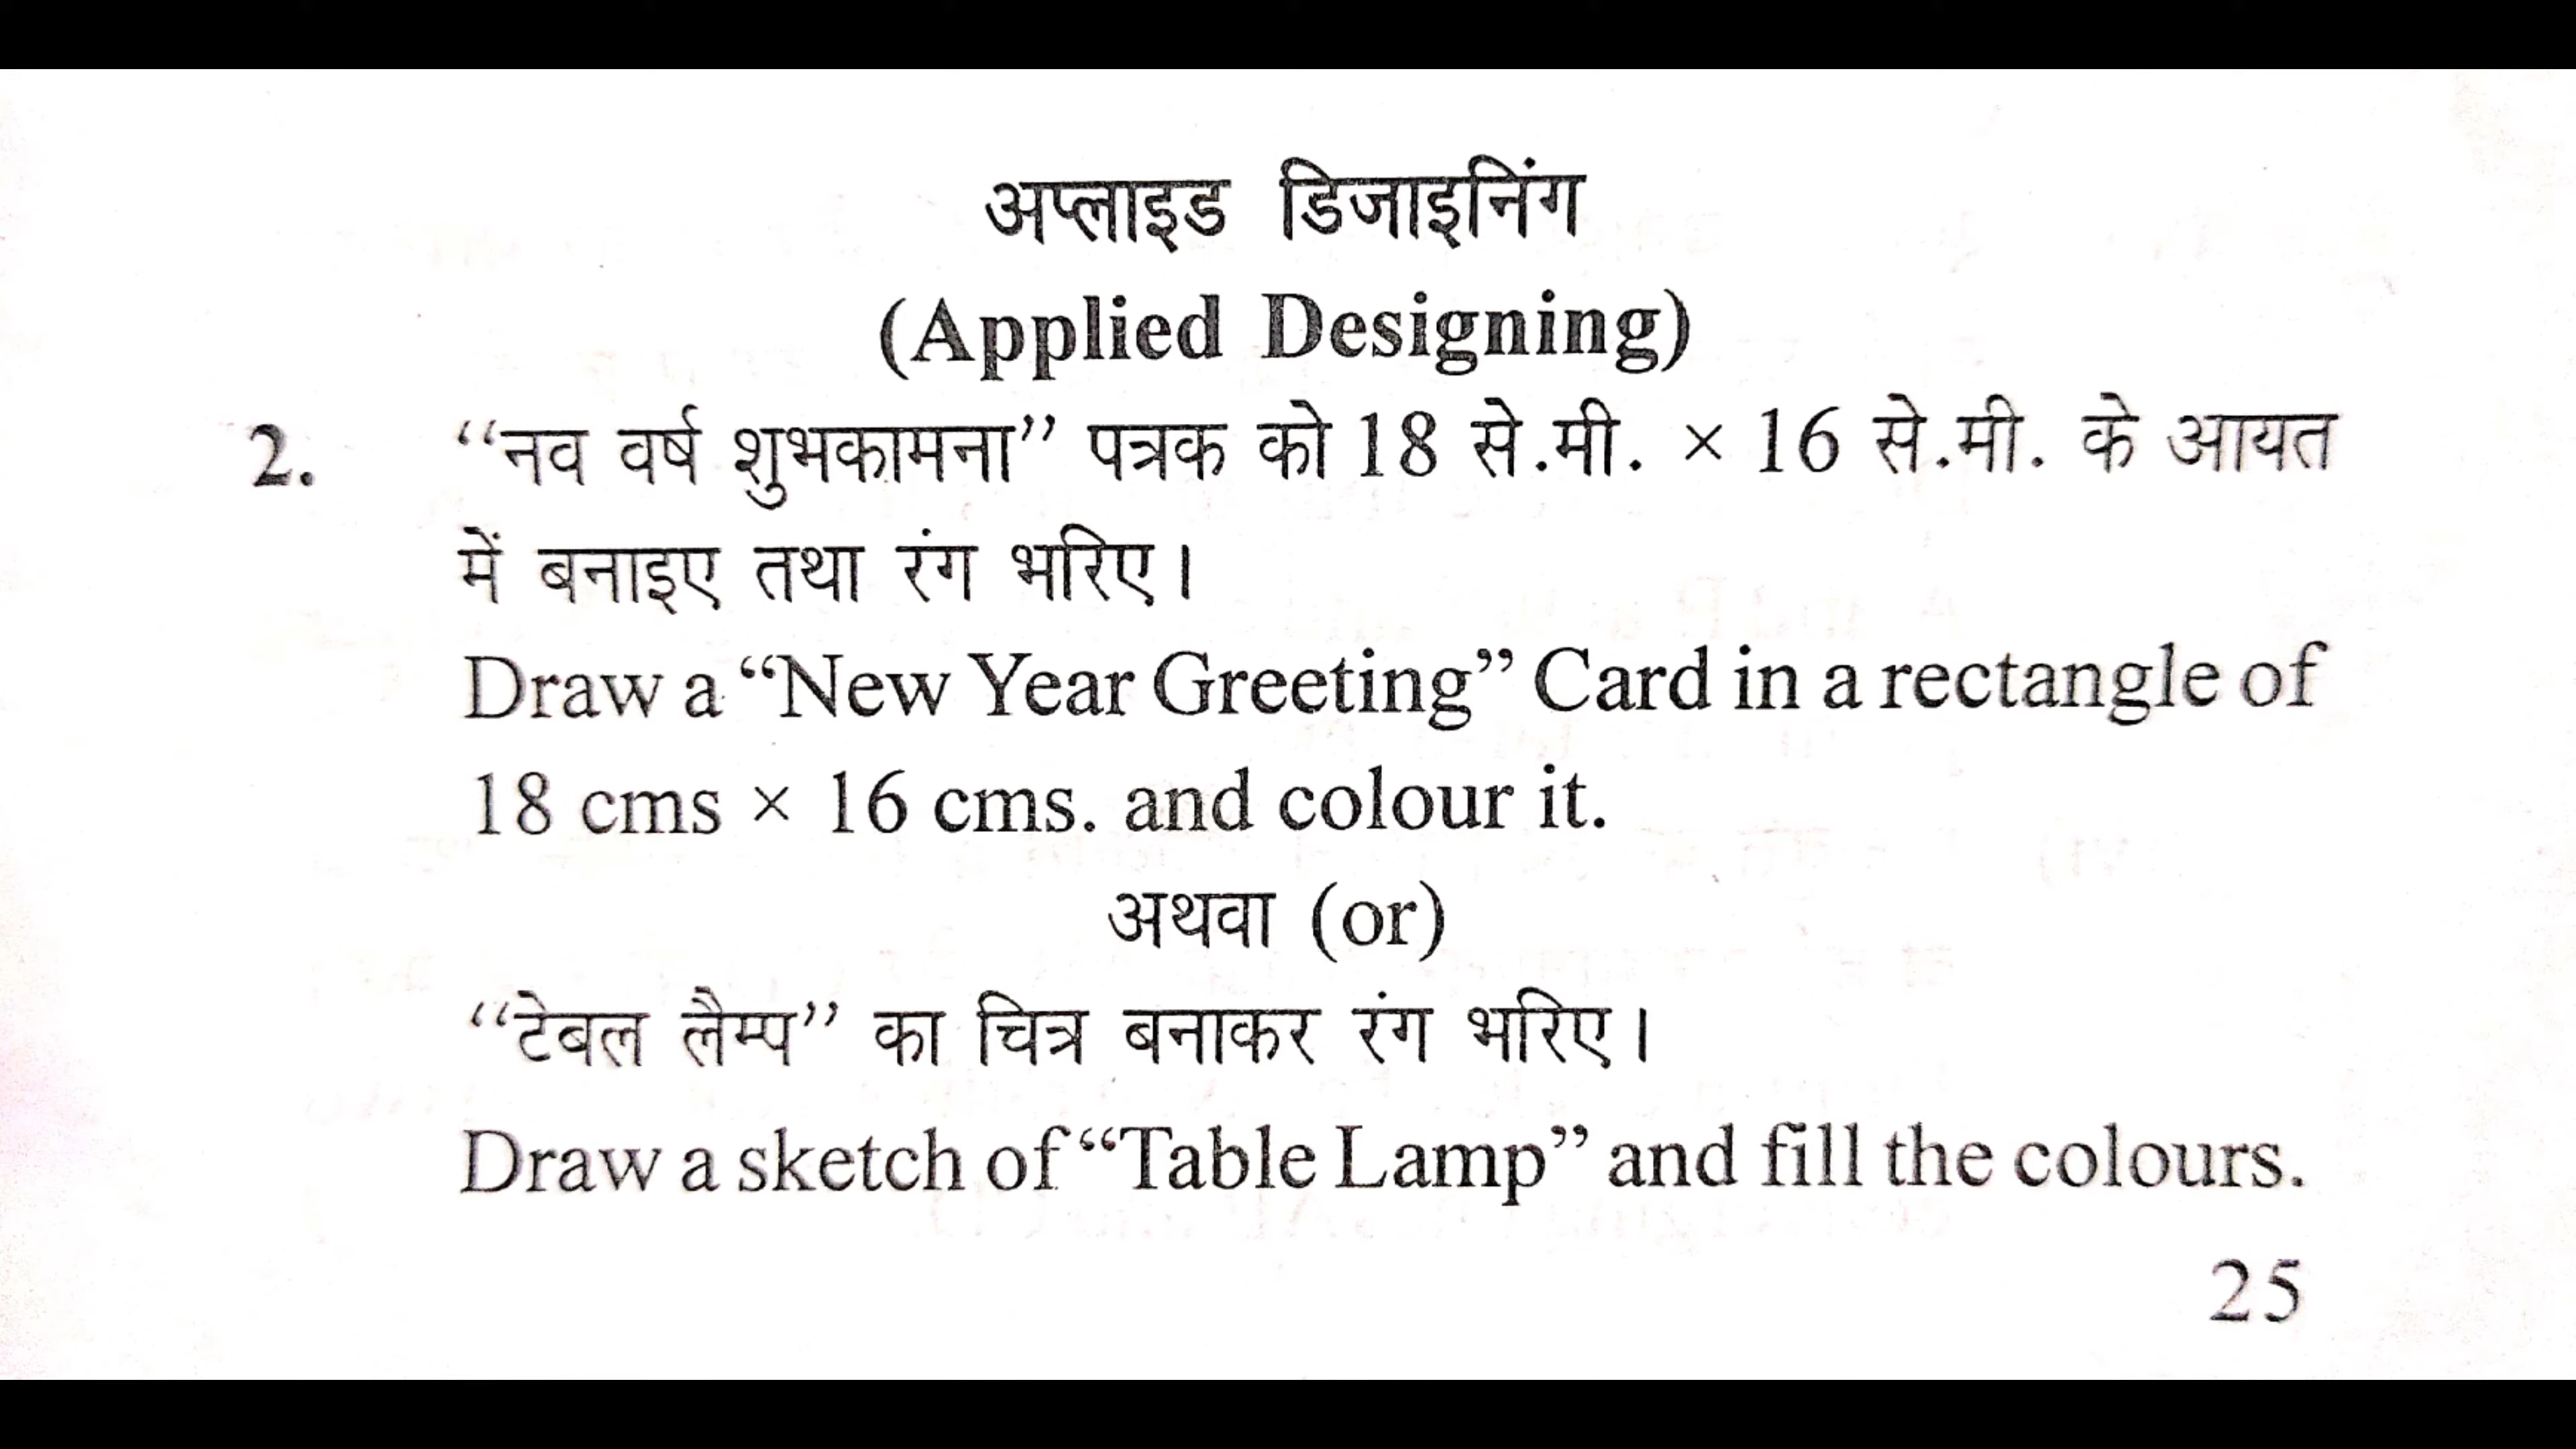 अप्लाइड डिजाइनिंग
(Applied Designing)
2. “नव वर्ष शुभकामना” पत्रक को 18 से.मी. × 16 से.मी. के आयत
में बनाइए तथा रंग भरिए।
Draw a “New Year Greeting” Card in a rectangle of
18 cms × 16 cms. and colour it.
अथवा (or)
“टेबल लैम्प” का चित्र बनाकर रंग भरिए।
Draw a sketch of “Table Lamp” and fill the colours.
25